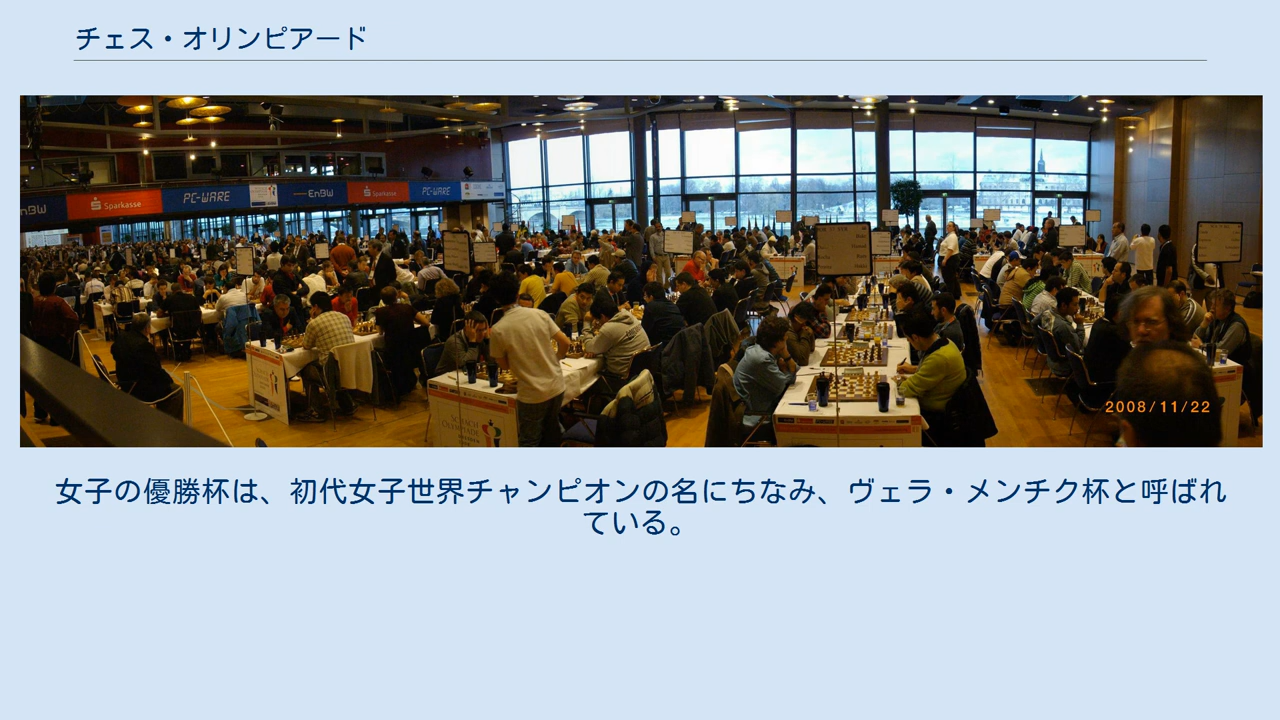 チェス・オリンピアード
EnBW
Sparkasse
PC-WARE
EnBW
Sparkasse
PC-WARE
SCHACH
OLYMPIADE
2008/11/22
女子の優勝杯は、初代女子世界チャンピオンの名にちなみ、ヴェラ・メンチク杯と呼ばれ
ている。